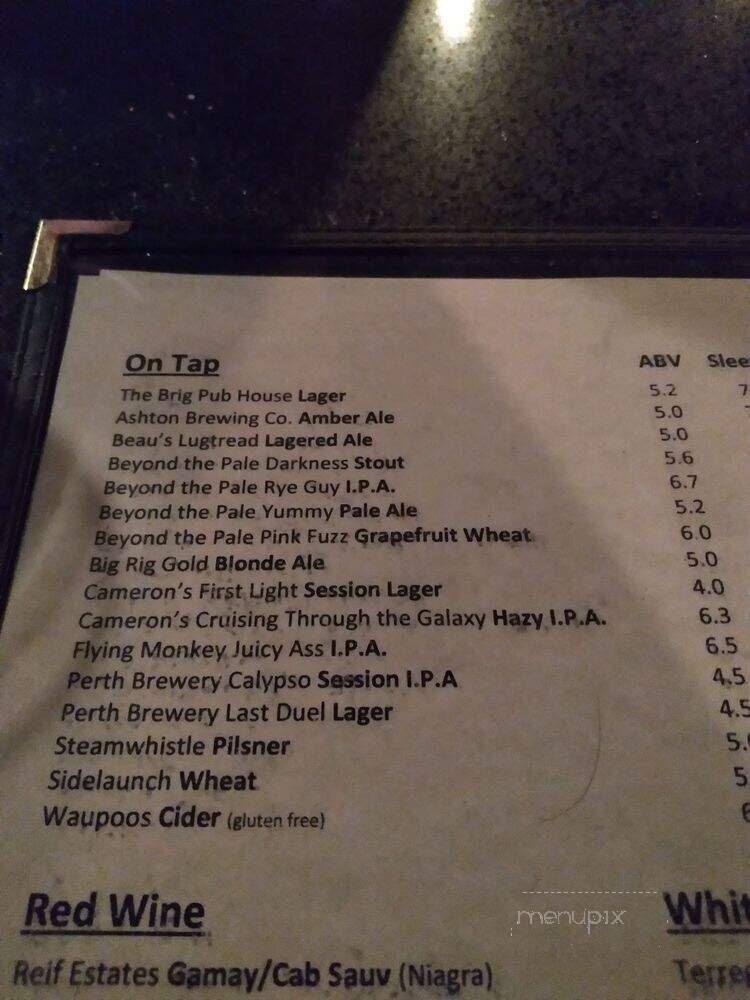 On Tap ABV
The Brig Pub House Lager 5.2
Ashton Brewing Co. Amber Ale 5.0
Beau's Lugtread Lagered Ale 5.0
Beyond the Pale Darkness Stout 5.6
Beyond the Pale Rye Guy I.P.A. 6.7
Beyond the Pale Yummy Pale Ale 5.2
Beyond the Pale Pink Fuzz Grapefruit Wheat 6.0
Big Rig Gold Blonde Ale 5.0
Cameron's First Light Session Lager 4.0
Cameron's Cruising Through the Galaxy Hazy I.P.A. 6.3
Flying Monkey Juicy Ass I.P.A. 6.5
Perth Brewery Calypso Session I.P.A 4.5
Perth Brewery Last Duel Lager 4.5
Steamwhistle Pilsner
Sidelaunch Wheat
Waupoos Cider (gluten free)
Red Wine
menupix
Reif Estates Gamay/Cab Sauv (Niagra)